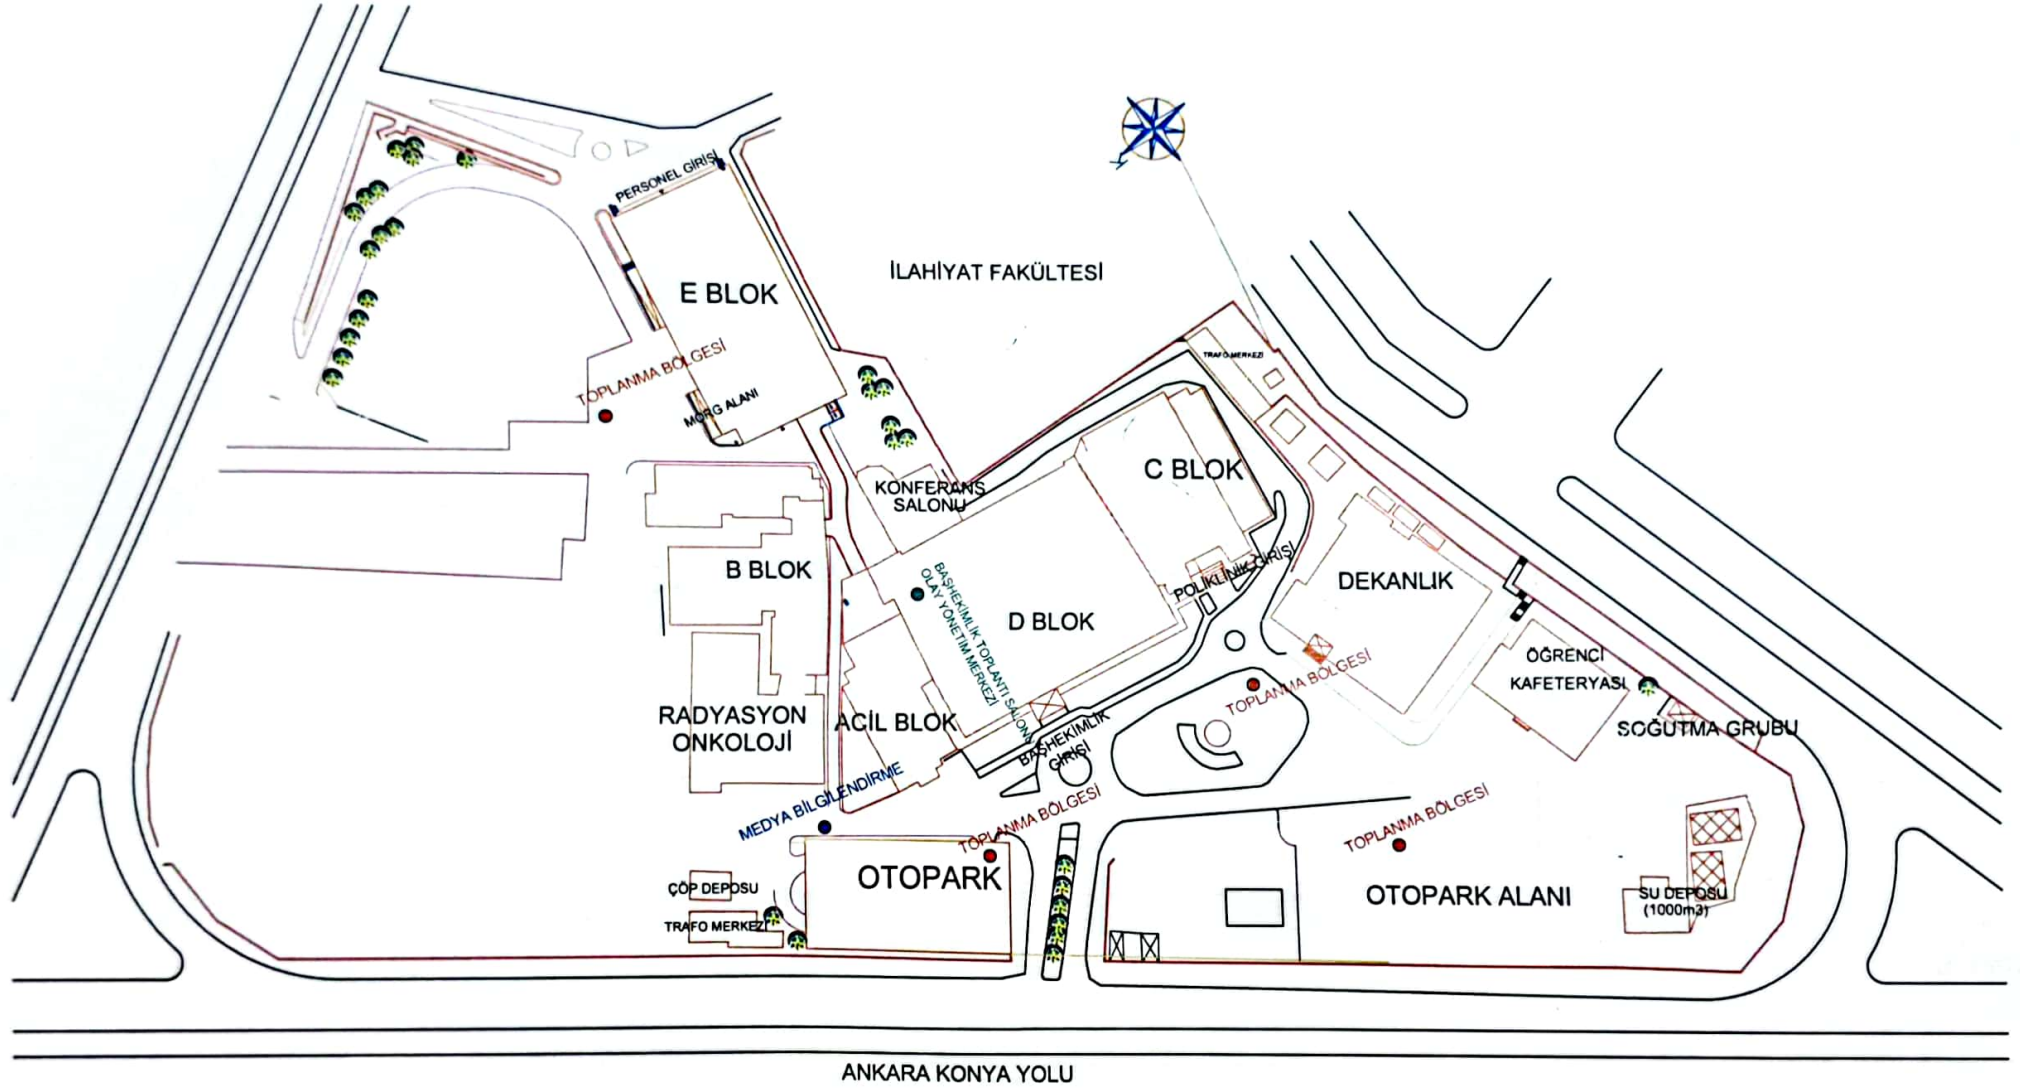 PERSONEL GİRİŞİ
E BLOK
İLAHİYAT FAKÜLTESİ
TRAFO MERKEZİ
TOPLANMA BÖLGESİ
MORG ALANI
C BLOK
KONFERANS
SALONU
POLİKLİNİK GİRİŞİ
B BLOK
BAŞHEKİMLİK TOPLANTI SALONU
OLAY YÖNETİM MERKEZİ
D BLOK
DEKANLIK
ÖĞRENCİ
KAFETERYASI
TOPLANMA BÖLGESİ
RADYASYON
ONKOLOJİ
ACİL BLOK
BAŞHEKİMLİK
GİRİŞİ
SOĞUTMA GRUBU
MEDYA BİLGİLENDİRME
TOPLANMA BÖLGESİ
TOPLANMA BÖLGESİ
ÇÖP DEPOSU
OTOPARK
OTOPARK ALANI
SU DEPOSU
(1000m3)
TRAFO MERKEZİ
ANKARA KONYA YOLU